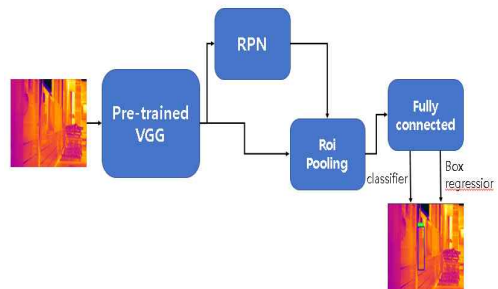 RPN
Pre-trained
VGG
Fully
connected
Roi
Pooling
classifier
Box
regressior